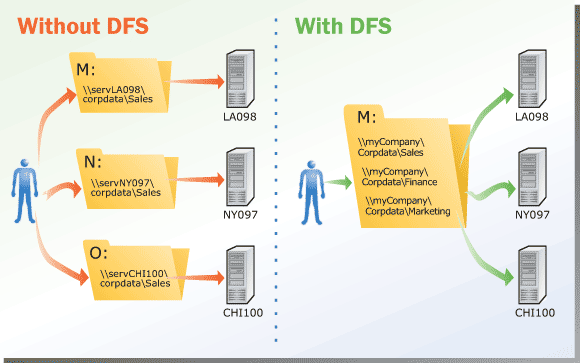 Without DFS
M:
\\servLA098\
corpdata\Sales
LA098
N:
\\servNY097\
corpdata\Sales
NY097
O:
\\servCHI100\
corpdata\Sales
CHI100
With DFS
M:
\\myCompany\
Corpdata\Sales
\\myCompany\
Corpdata\Finance
\\myCompany\
Corpdata\Marketing
LA098
NY097
CHI100